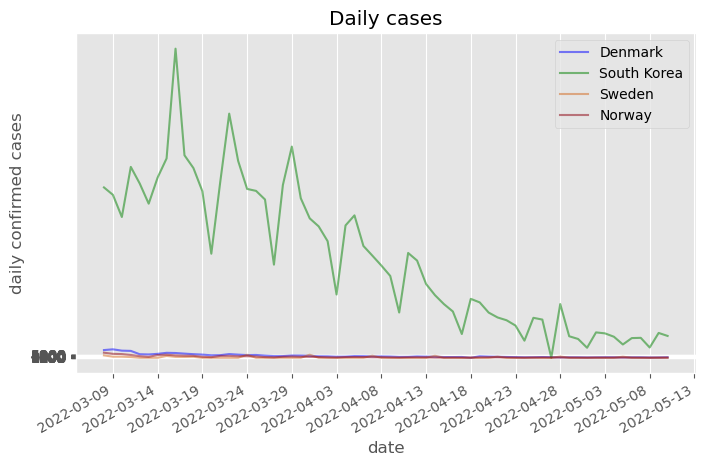 Daily cases
Denmark
South Korea
Sweden
Norway
daily confirmed cases
2022-03-09
2022-03-14
2022-03-19
2022-03-24
2022-03-29
2022-04-03
2022-04-08
2022-04-13
2022-04-18
2022-04-23
2022-04-28
2022-05-03
2022-05-08
2022-05-13
date